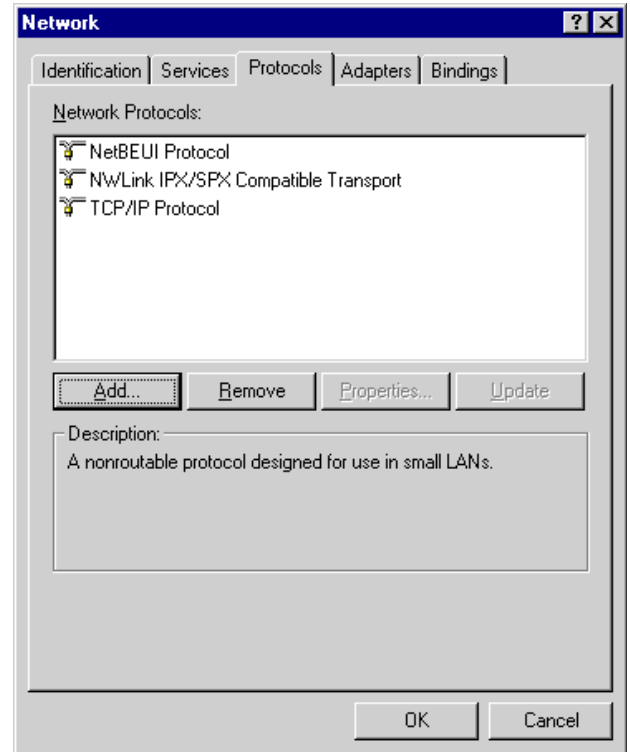 Network
Identification Services Protocols Adapters Bindings
Network Protocols:
NetBEUI Protocol
NWLink IPX/SPX Compatible Transport
TCP/IP Protocol
Add... Remove Properties... Update
Description:
A nonroutable protocol designed for use in small LANs.
OK Cancel